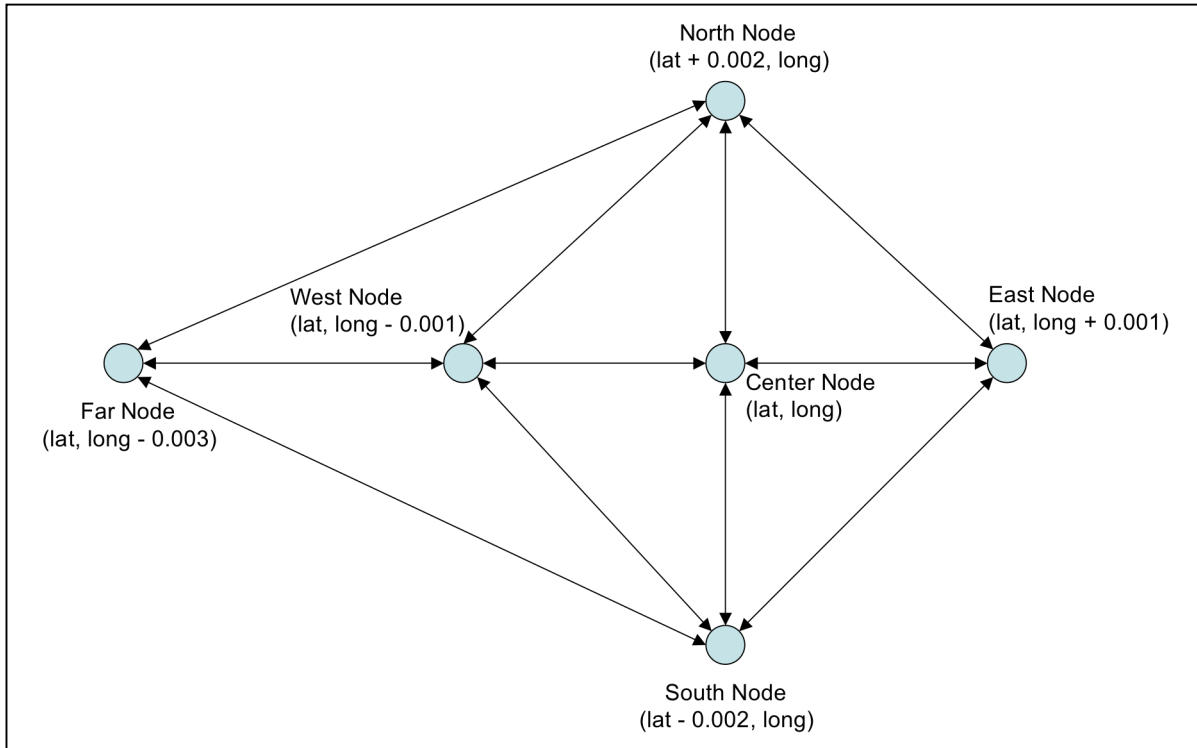 North Node
(lat + 0.002, long)
West Node
(lat, long - 0.001)
East Node
(lat, long + 0.001)
Center Node
(lat, long)
Far Node
(lat, long - 0.003)
South Node
(lat - 0.002, long)